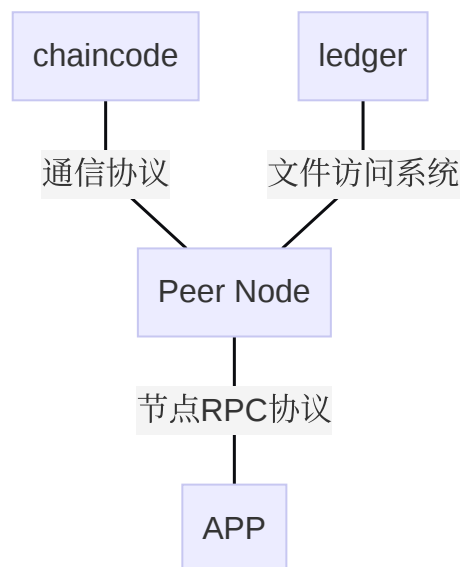 chaincode
ledger
通信协议
文件访问系统
Peer Node
节点RPC协议
APP